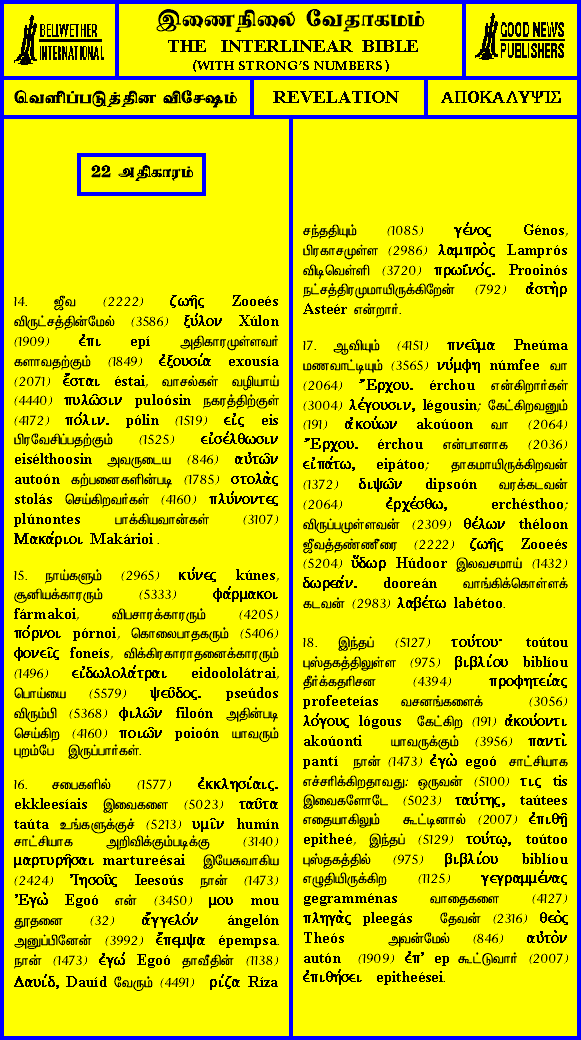 BELLWETHER
INTERNATIONAL
இணைநிலை வேதாகமம்
THE INTERLINEAR BIBLE
(WITH STRONG'S NUMBERS)
GOOD NEWS
PUBLISHERS
வெளிப்படுத்தின விசேஷம்
REVELATION
ΑΠΟΚΑΛΥΨΙΣ
22 அதிகாரம்
14. ஜீவ (2222) ζωῆς Zooeés
விருட்சத்தின்மேல் (3586) ξύλον Xúlon
(1909) ἐπι epí அதிகாரமுள்ளவர்
களாவதற்கும் (1849) ἐξουσία exousía
(2071) ἔσται éstai, வாசல்கள் வழியாய்
(4440) πυλῶσιν puloósin நகரத்திற்குள்
(4172) πόλιν. pólin (1519) εἰς eis
பிரவேசிப்பதற்கும் (1525) εἰσέλθωσιν
eisélthoosin அவருடைய (846) αὐτῶν
autoón கற்பனைகளின்படி (1785) στολὰς
stolás செய்கிறவர்கள் (4160) πλύνοντες
plúnontes பாக்கியவான்கள் (3107)
Μακάριοι Makárioi .
15. நாய்களும் (2965) κύνες kúnes,
சூனியக்காரரும் (5333) φάρμακοι
fármakoi, விபசாரக்காரரும் (4205)
πόρνοι pórnoi, கொலைபாதகரும் (5406)
φονεῖς foneís, விக்கிரகாராதனைக்காரரும்
(1496) εἰδωλολάτραι eidoololátrai,
பொய்யை (5579) ψεῦδος. pseúdos
விரும்பி (5368) φιλῶν filoón அதின்படி
செய்கிற (4160) ποιῶν poioón யாவரும்
புறம்பே இருப்பார்கள்.
16. சபைகளில் (1577) ἐκκλησίαις.
ekkleesíais இவைகளை (5023) ταῦτα
taúta உங்களுக்குச் (5213) υμῖν humín
சாட்சியாக அறிவிக்கும்படிக்கு (3140)
μαρτυρῆσαι martureésai இயேசுவாகிய
(2424) Ἰησοῦς Ieesoús நான் (1473)
Ἐγὼ Egoó என் (3450) μου mou
தூதனை (32) ἄγγελόν ángelón
அனுப்பினேன் (3992) ἔπεμψα épempsa.
நான் (1473) ἐγώ Egoó தாவீதின் (1138)
Δαυίδ, Dauíd வேரும் (4491) ρίζα Ríza
சந்ததியும் (1085) γένος Génos,
பிரகாசமுள்ள (2986) λαμπρὸς Lamprós
விடிவெள்ளி (3720) πρωΐνός. Prooinós
நட்சத்திரமுமாயிருக்கிறேன் (792) ἀστὴρ
Asteér என்றார்.
17. ஆவியும் (4151) πνεῦμα Pneúma
மணவாட்டியும் (3565) νύμφη númfee வா
(2064) Ἔρχου. érchou என்கிறார்கள்
(3004) λέγουσιν, légousin; கேட்கிறவனும்
(191) ἀκούων akoúoon வா (2064)
Ἔρχου. érchou என்பானாக (2036)
εἰπάτω, eipátoo; தாகமாயிருக்கிறவன்
(1372) διψῶν dipsoón வரக்கடவன்
(2064) ἐρχέσθω, erchésthoo;
விருப்பமுள்ளவன் (2309) θέλων théloon
ஜீவத்தண்ணீரை (2222) ζωῆς Zooeés
(5204) ὕδωρ Húdoor இலவசமாய் (1432)
δωρεάν. dooreán வாங்கிக்கொள்ளக்
கடவன் (2983) λαβέτω labétoo.
18. இந்தப் (5127) τούτου· toútou
புஸ்தகத்திலுள்ள (975) βιβλίου biblíou
தீர்க்கதரிசன (4394) προφητείας
profeeteías வசனங்களைக் (3056)
λόγους lógous கேட்கிற (191) ἀκούοντι
akoúonti யாவருக்கும் (3956) παντὶ
pantí நான் (1473) ἐγὼ egoó சாட்சியாக
எச்சரிக்கிறதாவது: ஒருவன் (5100) τις tis
இவைகளோடே (5023) ταύτης, taútees
எதையாகிலும் கூட்டினால் (2007) ἐπιθῇ
epitheé, இந்தப் (5129) τούτῳ, toútoo
புஸ்தகத்தில் (975) βιβλίου biblíou
எழுதியிருக்கிற (1125) γεγραμμένας
gegramménas வாதைகளை (4127)
πληγὰς pleegás தேவன் (2316) θεὸς
Theós அவன்மேல் (846) αὐτὸν
autón (1909) ἐπ' ep கூட்டுவார் (2007)
ἐπιθήσει epitheései.